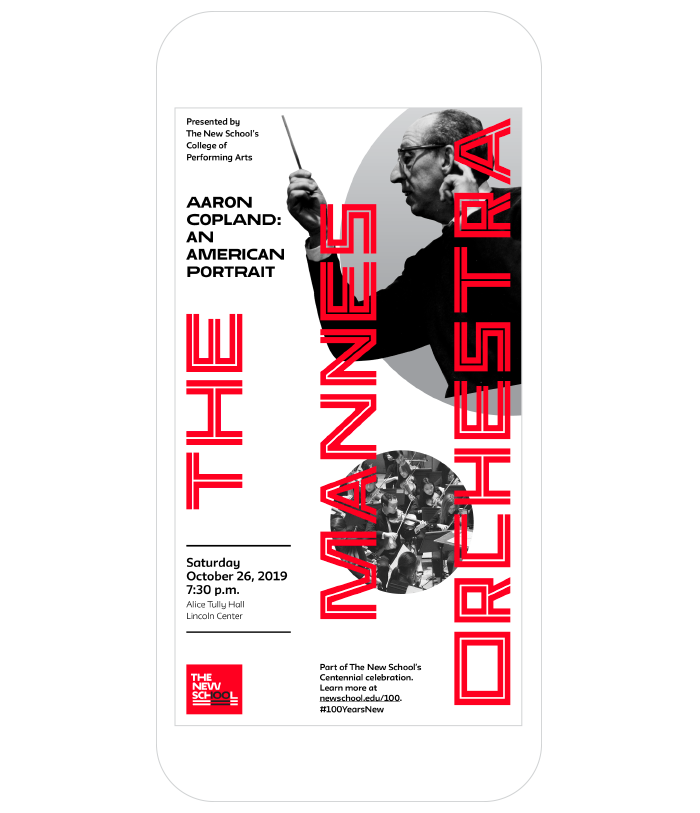 Presented by
The New School's
College of
Performing Arts
AARON
COPLAND:
AN
AMERICAN
PORTRAIT
THE
MANNES
ORCHESTRA
Saturday
October 26, 2019
7:30 p.m.
Alice Tully Hall
Lincoln Center
THE
NEW
SCHOOL
Part of The New School's
Centennial celebration.
Learn more at
newschool.edu/100.
#100YearsNew